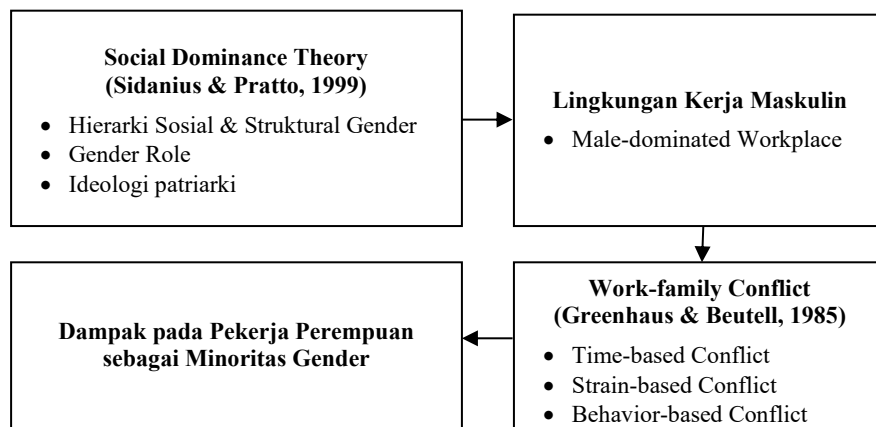 Social Dominance Theory
(Sidanius & Pratto, 1999)
• Hierarki Sosial & Struktural Gender
• Gender Role
• Ideologi patriarki
Lingkungan Kerja Maskulin
• Male-dominated Workplace
Work-family Conflict
(Greenhaus & Beutell, 1985)
• Time-based Conflict
• Strain-based Conflict
• Behavior-based Conflict
Dampak pada Pekerja Perempuan
sebagai Minoritas Gender